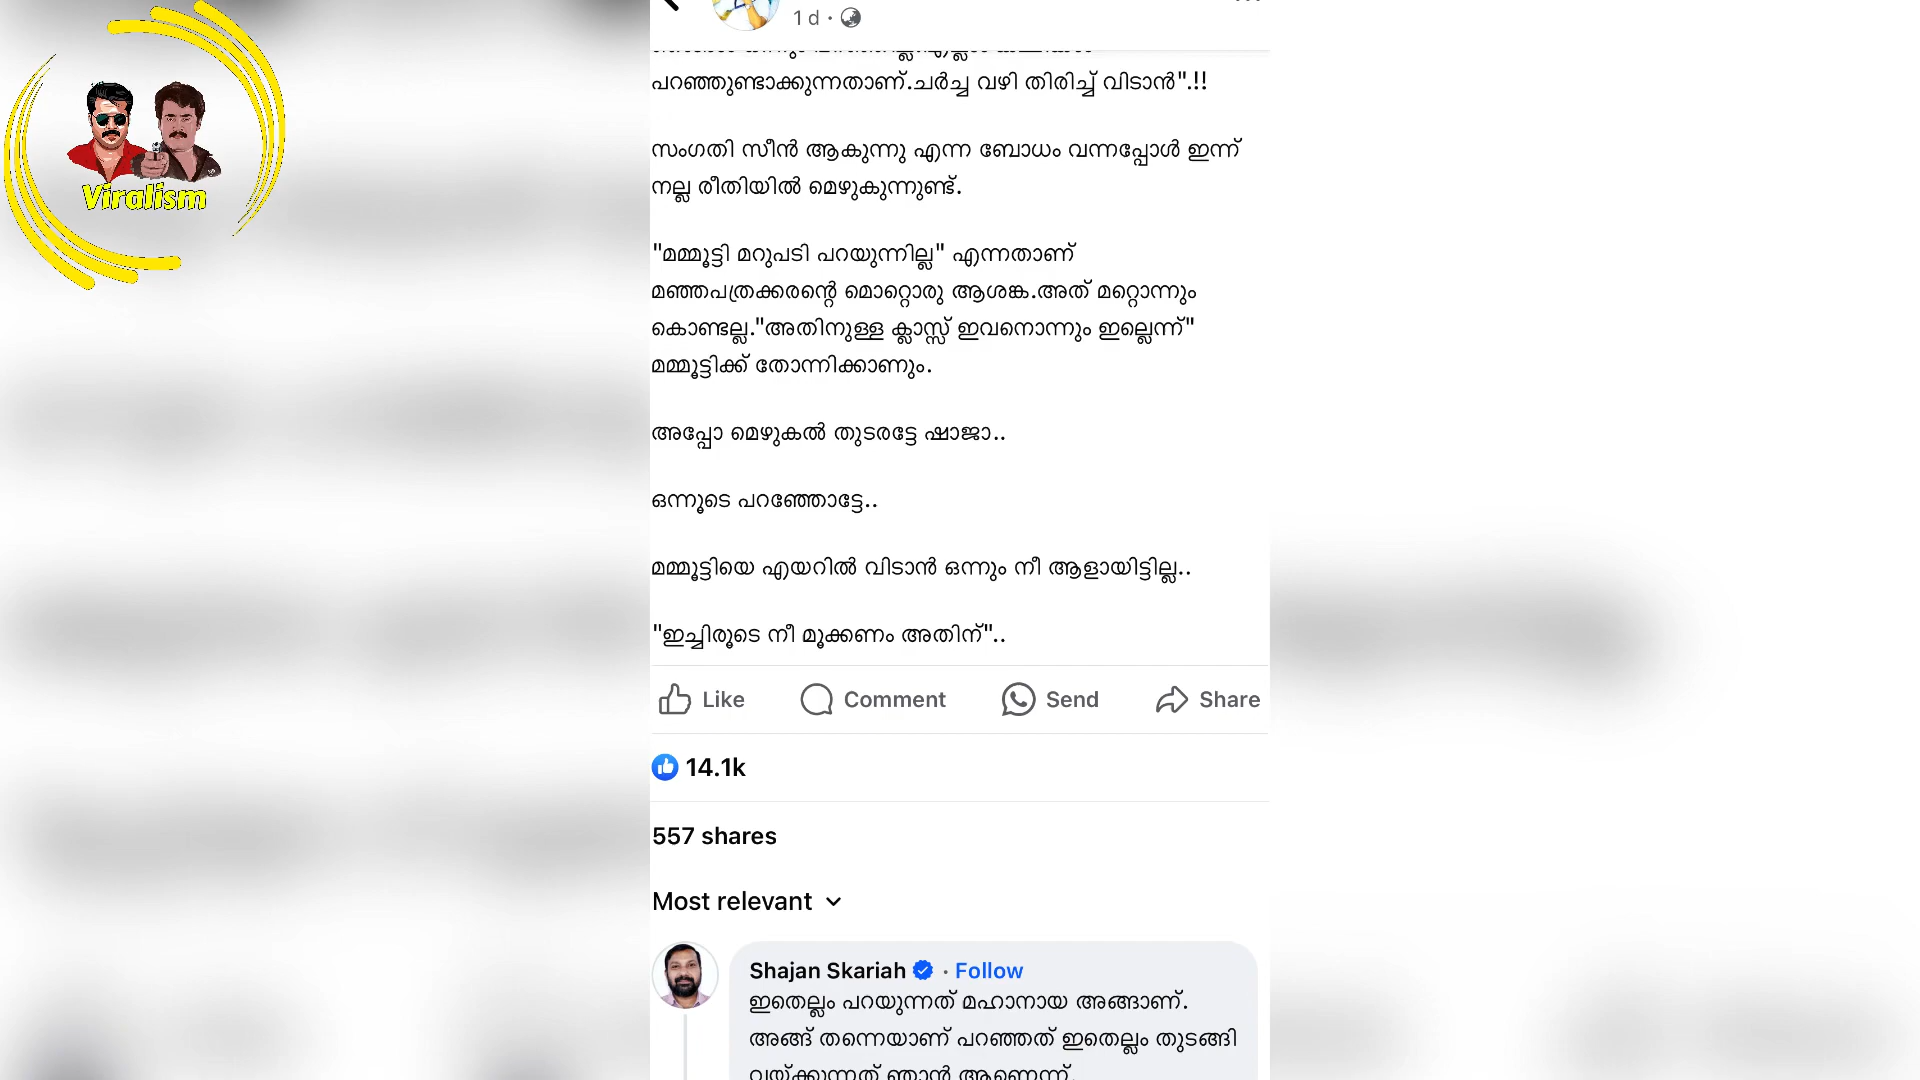 Viralism
1 d ·
പറഞ്ഞുണ്ടാക്കുന്നതാണ്.ചർച്ച വഴി തിരിച്ച് വിടാൻ".!!
സംഗതി സീൻ ആകുന്നു എന്ന ബോധം വന്നപ്പോൾ ഇന്ന്
നല്ല രീതിയിൽ മെഴുകുന്നുണ്ട്.
"മമ്മൂട്ടി മറുപടി പറയുന്നില്ല" എന്നതാണ്
മഞ്ഞപത്രക്കരന്റെ മൊറ്റൊരു ആശങ്ക.അത് മറ്റൊന്നും
കൊണ്ടല്ല."അതിനുള്ള ക്ലാസ്സ് ഇവനൊന്നും ഇല്ലെന്ന്"
മമ്മൂട്ടിക്ക് തോന്നിക്കാണും.
അപ്പോ മെഴുകൽ തുടരട്ടേ ഷാജാ..
ഒന്നൂടെ പറഞ്ഞോട്ടേ..
മമ്മൂട്ടിയെ എയറിൽ വിടാൻ ഒന്നും നീ ആളായിട്ടില്ല..
"ഇച്ചിരൂടെ നീ മൂക്കണം അതിന്"..
Like Comment Send Share
14.1k
557 shares
Most relevant
Shajan Skariah · Follow
ഇതെല്ലം പറയുന്നത് മഹാനായ അങ്ങാണ്.
അങ്ങ് തന്നെയാണ് പറഞ്ഞത് ഇതെല്ലം തുടങ്ങി
വയ്ക്കുന്നത് ഞാൻ ആണെന്ന്.